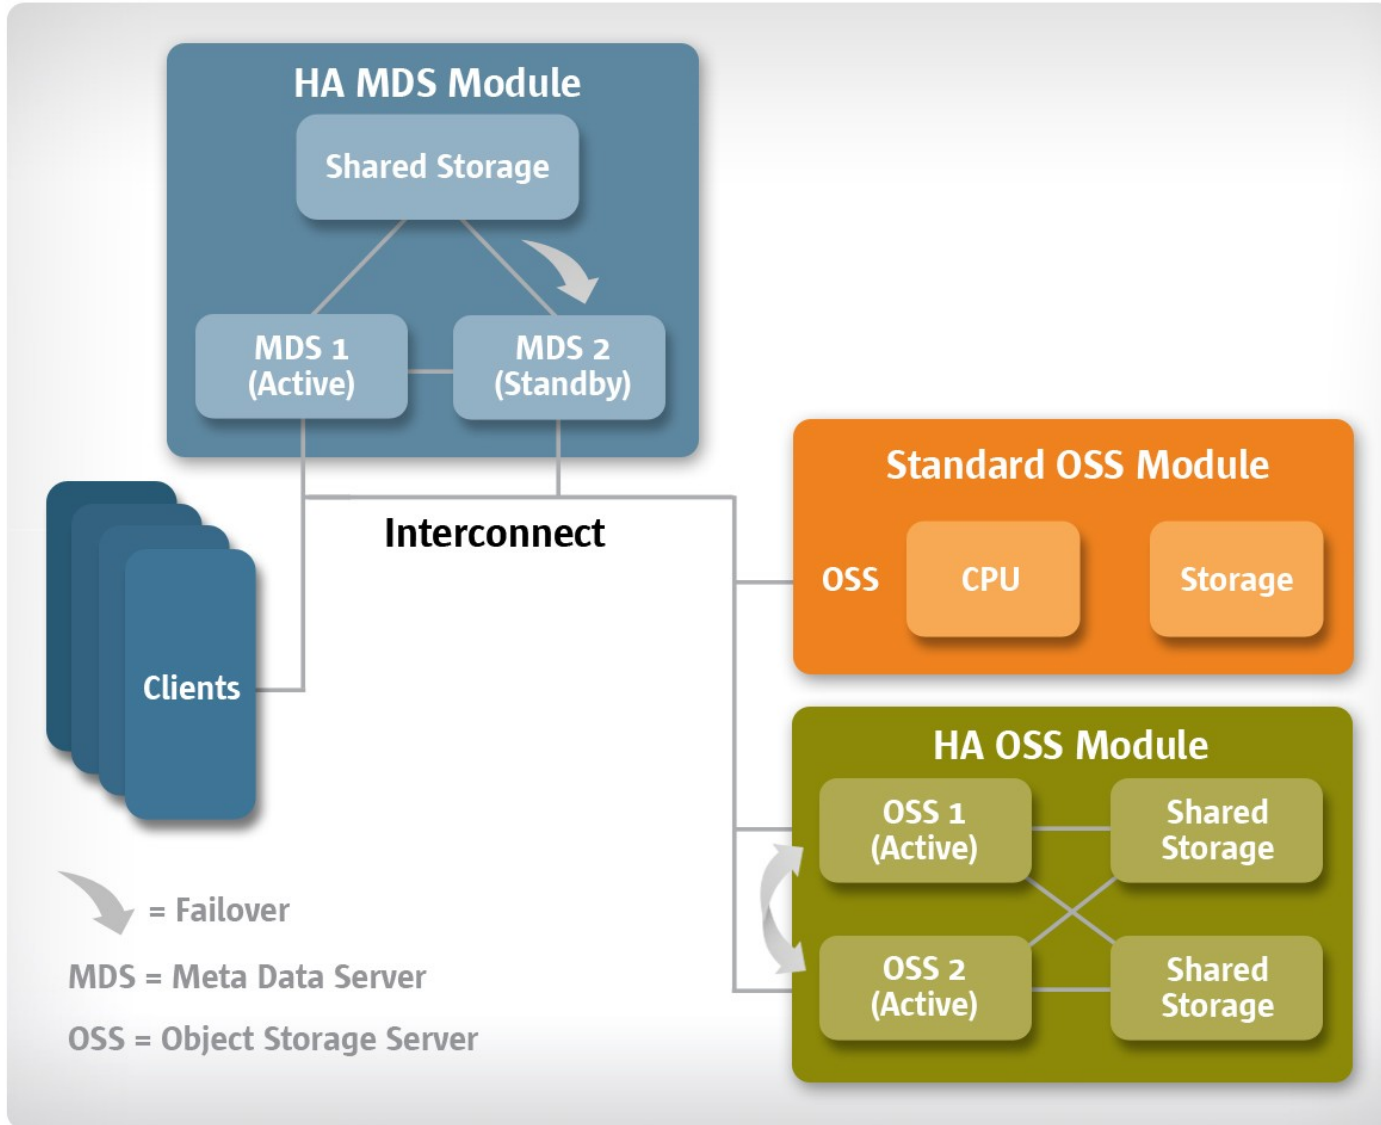 HA MDS Module
Shared Storage
MDS 1
(Active)
MDS 2
(Standby)
Interconnect
Clients
Standard OSS Module
OSS
CPU
Storage
HA OSS Module
OSS 1
(Active)
Shared
Storage
OSS 2
(Active)
Shared
Storage
= Failover
MDS = Meta Data Server
OSS = Object Storage Server